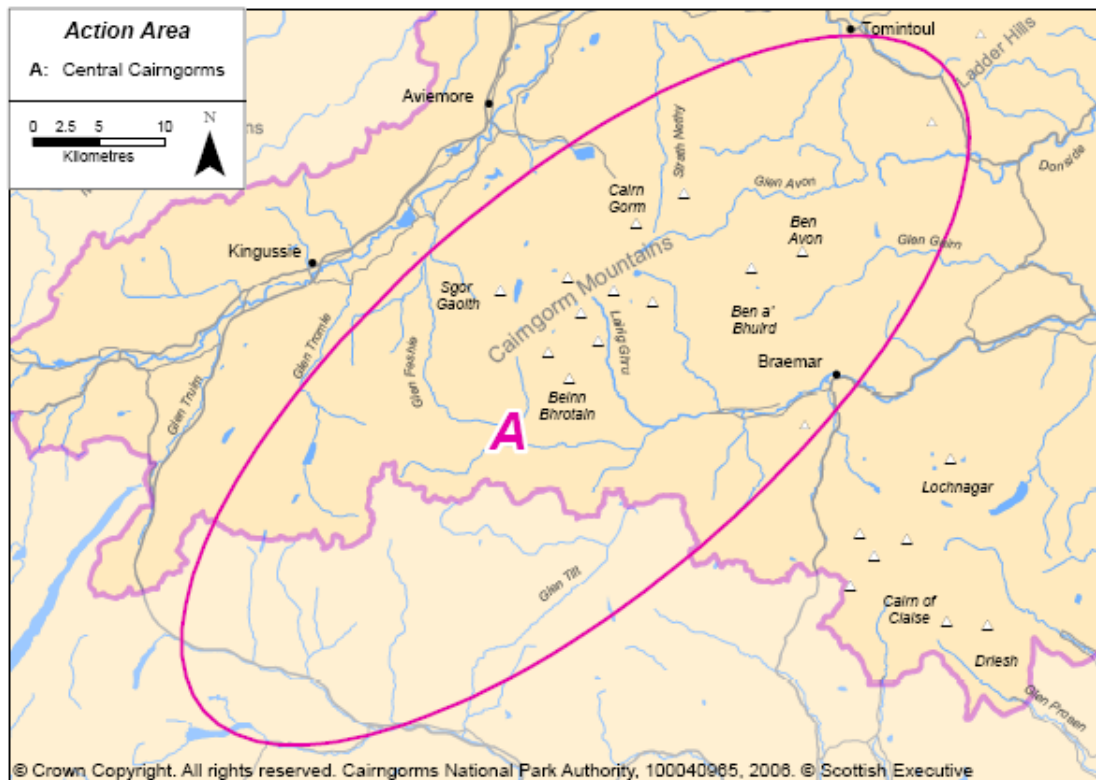 Action Area
A: Central Cairngorms
0 2.5 5 10
Kilometres
N
Tomintoul
Ladder Hills
Aviemore
Strath Nethy
Donside
Glen Avon
Cairn
Gorm
Ben
Avon
Glen Gairn
Kingussie
Sgor
Gaoith
Cairngorm Mountains
Ben a'
Bhuird
Lairig Ghru
Glen Tromie
Glen Feshie
Braemar
Glen Truim
Beinn
Bhrotain
A
Lochnagar
Glen Tilt
Cairn of
Claise
Driesh
Glen Prosen
© Crown Copyright. All rights reserved. Cairngorms National Park Authority, 100040965, 2006. © Scottish Executive